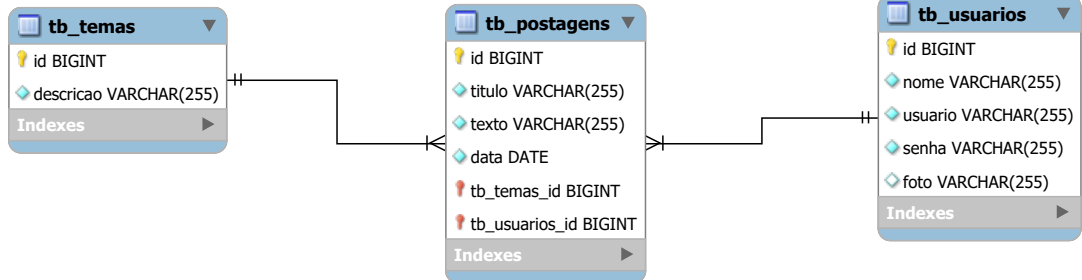 tb_temas
id BIGINT
descricao VARCHAR(255)
Indexes
tb_postagens
id BIGINT
titulo VARCHAR(255)
texto VARCHAR(255)
data DATE
tb_temas_id BIGINT
tb_usuarios_id BIGINT
Indexes
tb_usuarios
id BIGINT
nome VARCHAR(255)
usuario VARCHAR(255)
senha VARCHAR(255)
foto VARCHAR(255)
Indexes